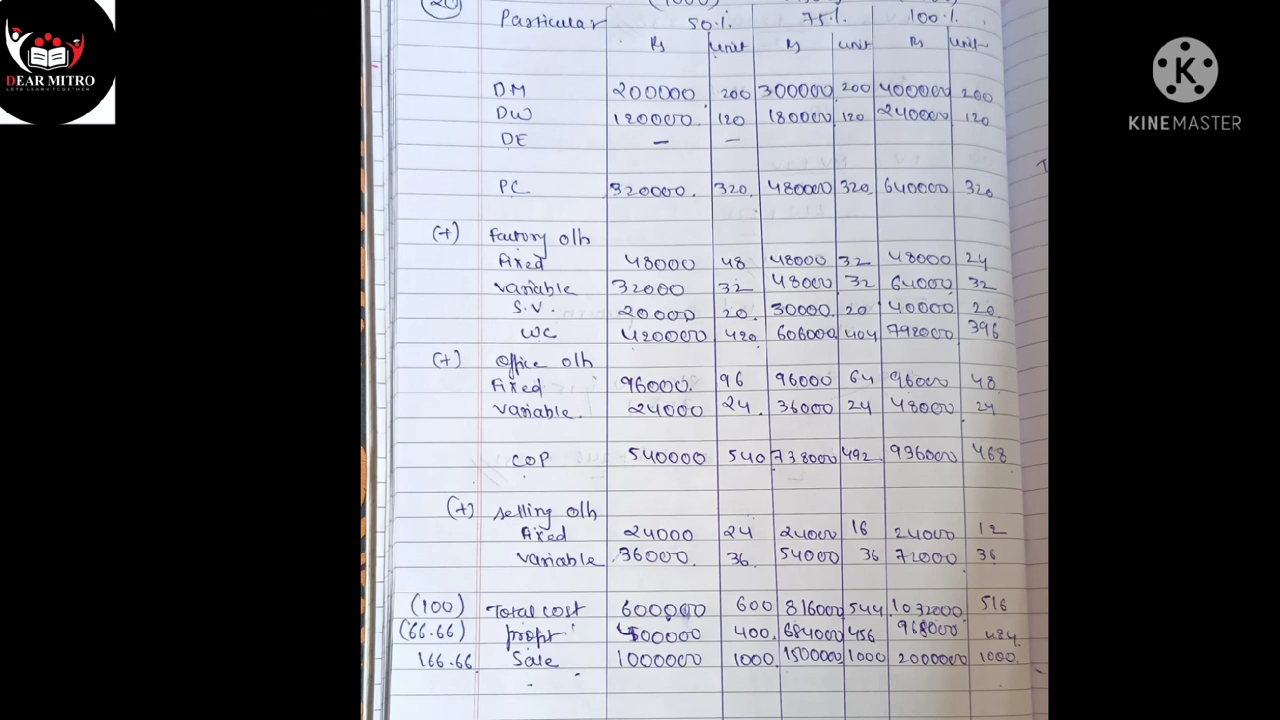 DEAR MITRO
LETS LEARN TOGETHER
K
KINEMASTER
(20) Particular 50% 75% 100%
Rs unit Rs unit Rs unit
DM 200000 200 300000 200 400000 200
DW 120000 120 180000 120 240000 120
DE — —
PC 320000 320 480000 320 640000 320
(+) factory o/h
fixed 48000 48 48000 32 48000 24
variable 32000 32 48000 32 64000 32
S.V. 20000 20 30000 20 40000 20
WC 420000 420 606000 404 792000 396
(+) office o/h
fixed 96000 96 96000 64 96000 48
variable 24000 24 36000 24 48000 24
COP 540000 540 738000 492 936000 468
(+) selling o/h
fixed 24000 24 24000 16 24000 12
variable 36000 36 54000 36 72000 36
(100) Total cost 600000 600 816000 544 1032000 516
(66.66) profit 400000 400 684000 456 968000 484
166.66 Sale 1000000 1000 1500000 1000 2000000 1000